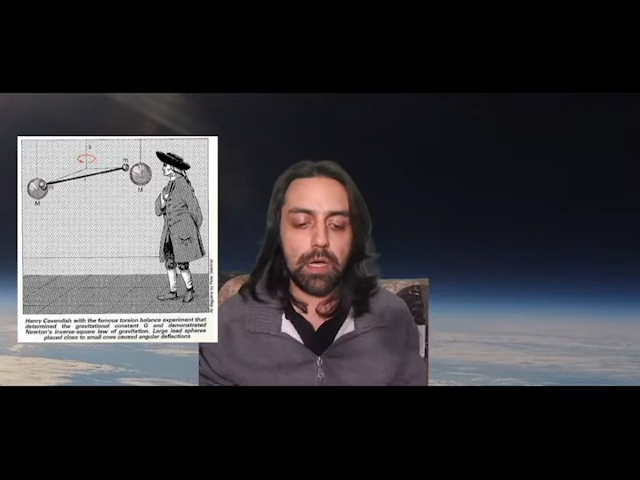 M
m
M
Henry Cavendish with the famous torsion balance experiment that
determined the gravitational constant G and demonstrated
Newton's inverse-square law of gravitation. Large lead spheres
placed close to small ones caused angular deflections